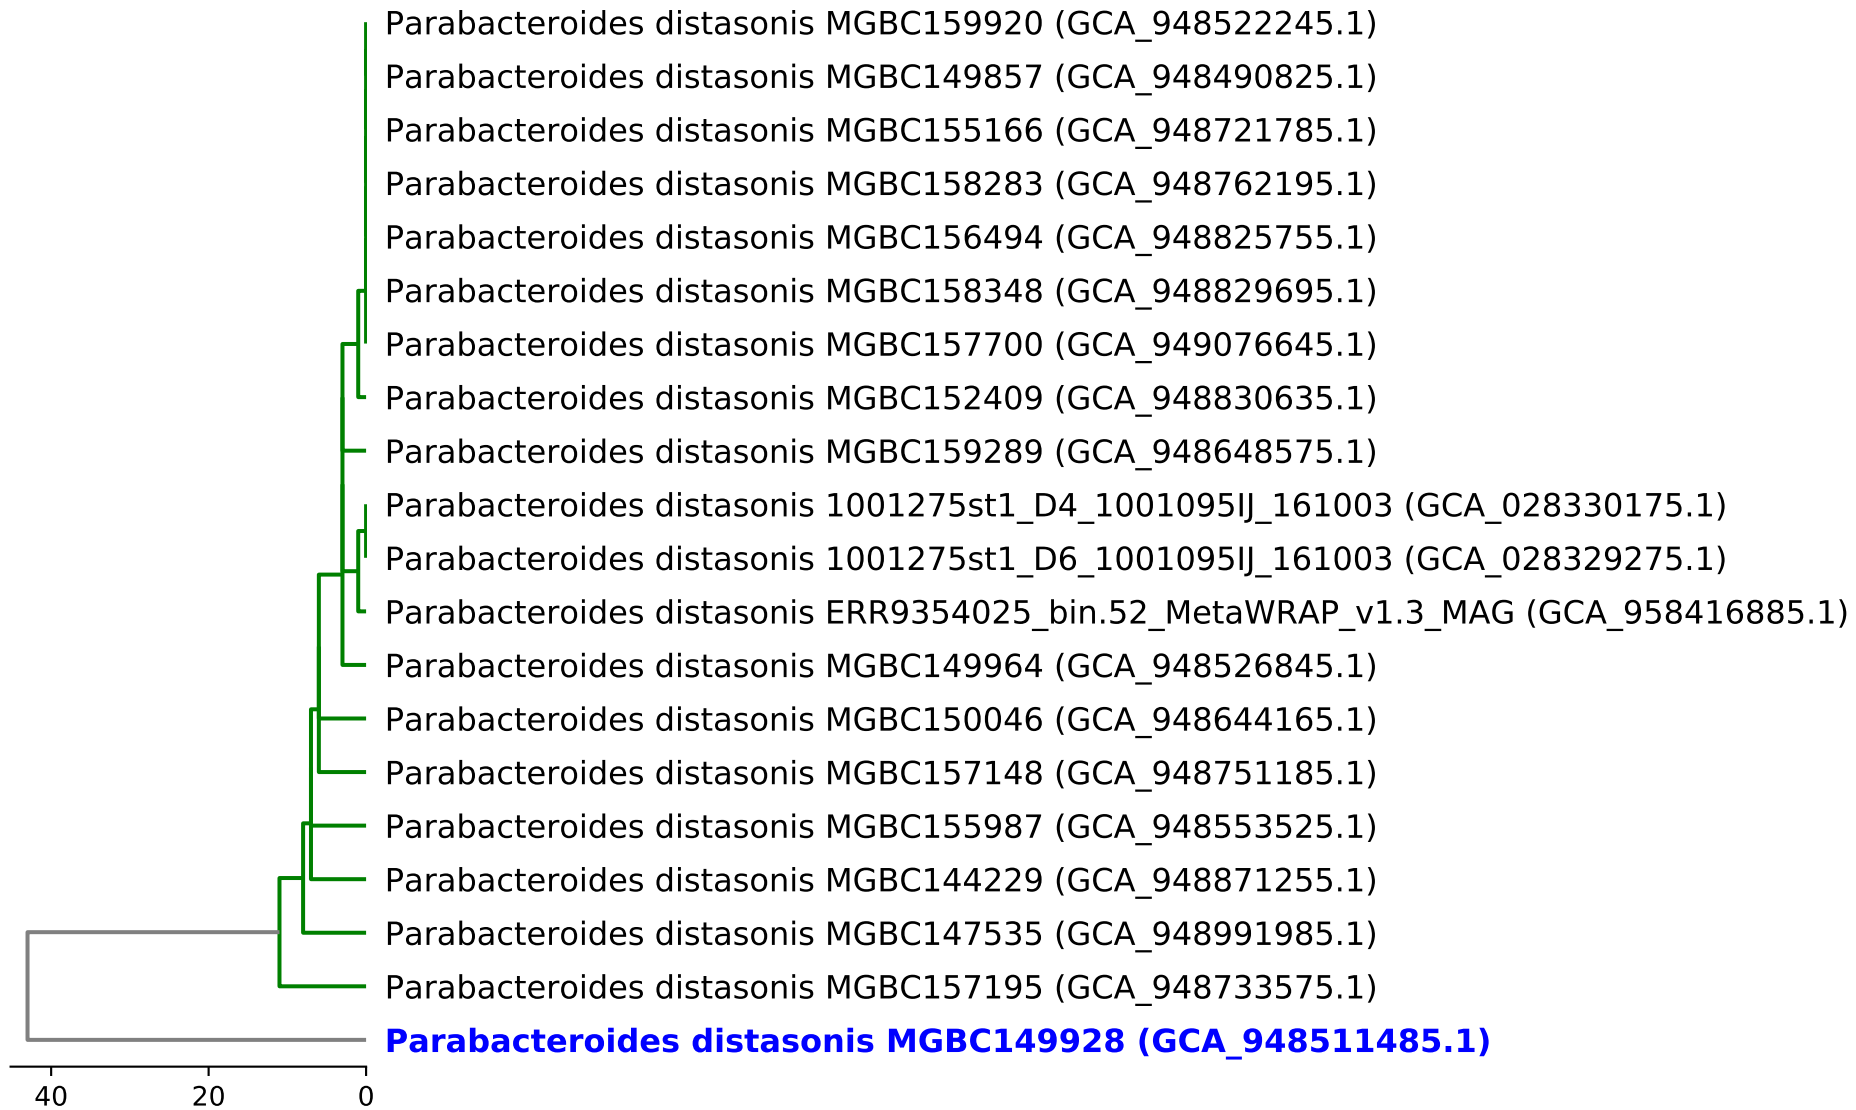 Parabacteroides distasonis MGBC159920 (GCA_948522245.1)
Parabacteroides distasonis MGBC149857 (GCA_948490825.1)
Parabacteroides distasonis MGBC155166 (GCA_948721785.1)
Parabacteroides distasonis MGBC158283 (GCA_948762195.1)
Parabacteroides distasonis MGBC156494 (GCA_948825755.1)
Parabacteroides distasonis MGBC158348 (GCA_948829695.1)
Parabacteroides distasonis MGBC157700 (GCA_949076645.1)
Parabacteroides distasonis MGBC152409 (GCA_948830635.1)
Parabacteroides distasonis MGBC159289 (GCA_948648575.1)
Parabacteroides distasonis 1001275st1_D4_1001095IJ_161003 (GCA_028330175.1)
Parabacteroides distasonis 1001275st1_D6_1001095IJ_161003 (GCA_028329275.1)
Parabacteroides distasonis ERR9354025_bin.52_MetaWRAP_v1.3_MAG (GCA_958416885.1)
Parabacteroides distasonis MGBC149964 (GCA_948526845.1)
Parabacteroides distasonis MGBC150046 (GCA_948644165.1)
Parabacteroides distasonis MGBC157148 (GCA_948751185.1)
Parabacteroides distasonis MGBC155987 (GCA_948553525.1)
Parabacteroides distasonis MGBC144229 (GCA_948871255.1)
Parabacteroides distasonis MGBC147535 (GCA_948991985.1)
Parabacteroides distasonis MGBC157195 (GCA_948733575.1)
Parabacteroides distasonis MGBC149928 (GCA_948511485.1)
40 20 0